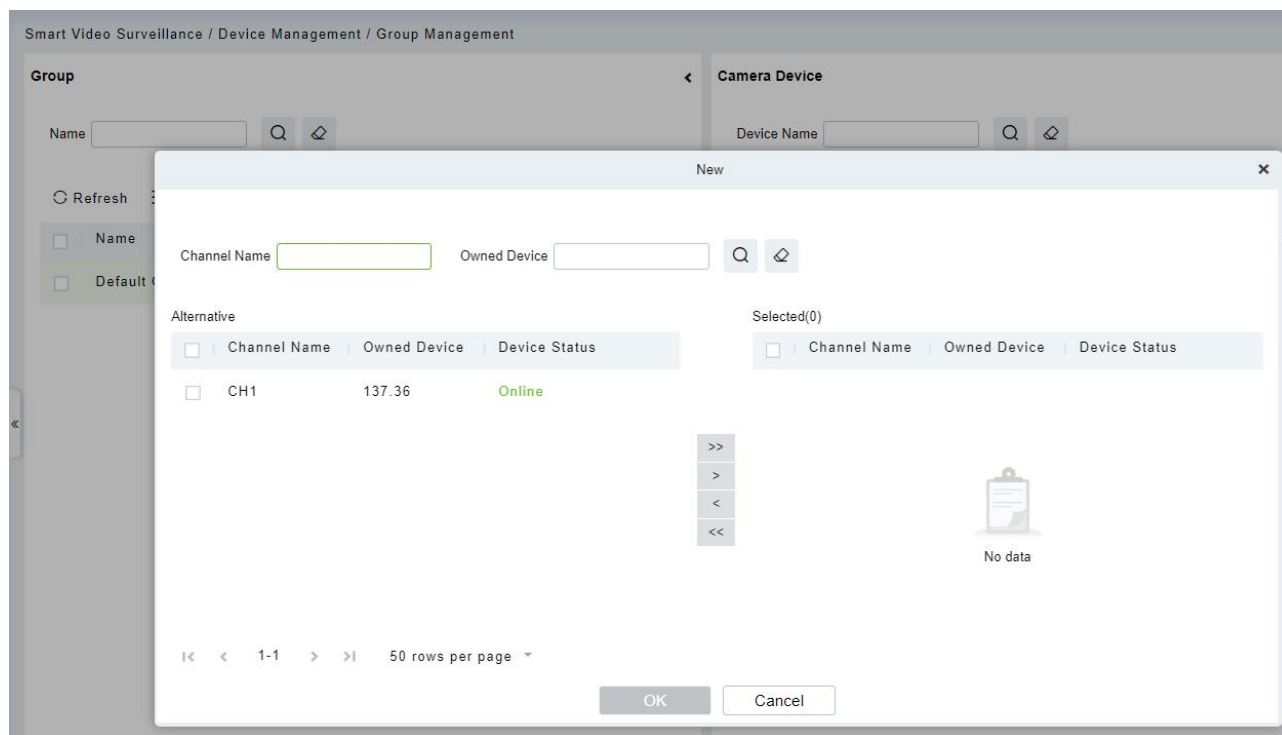 Smart Video Surveillance / Device Management / Group Management
Group
Camera Device
Name
Device Name
New
Refresh
Name
Channel Name
Owned Device
Default
Alternative
Selected(0)
Channel Name Owned Device Device Status
Channel Name Owned Device Device Status
CH1 137.36 Online
>>
>
<
<<
No data
1-1
50 rows per page
OK
Cancel